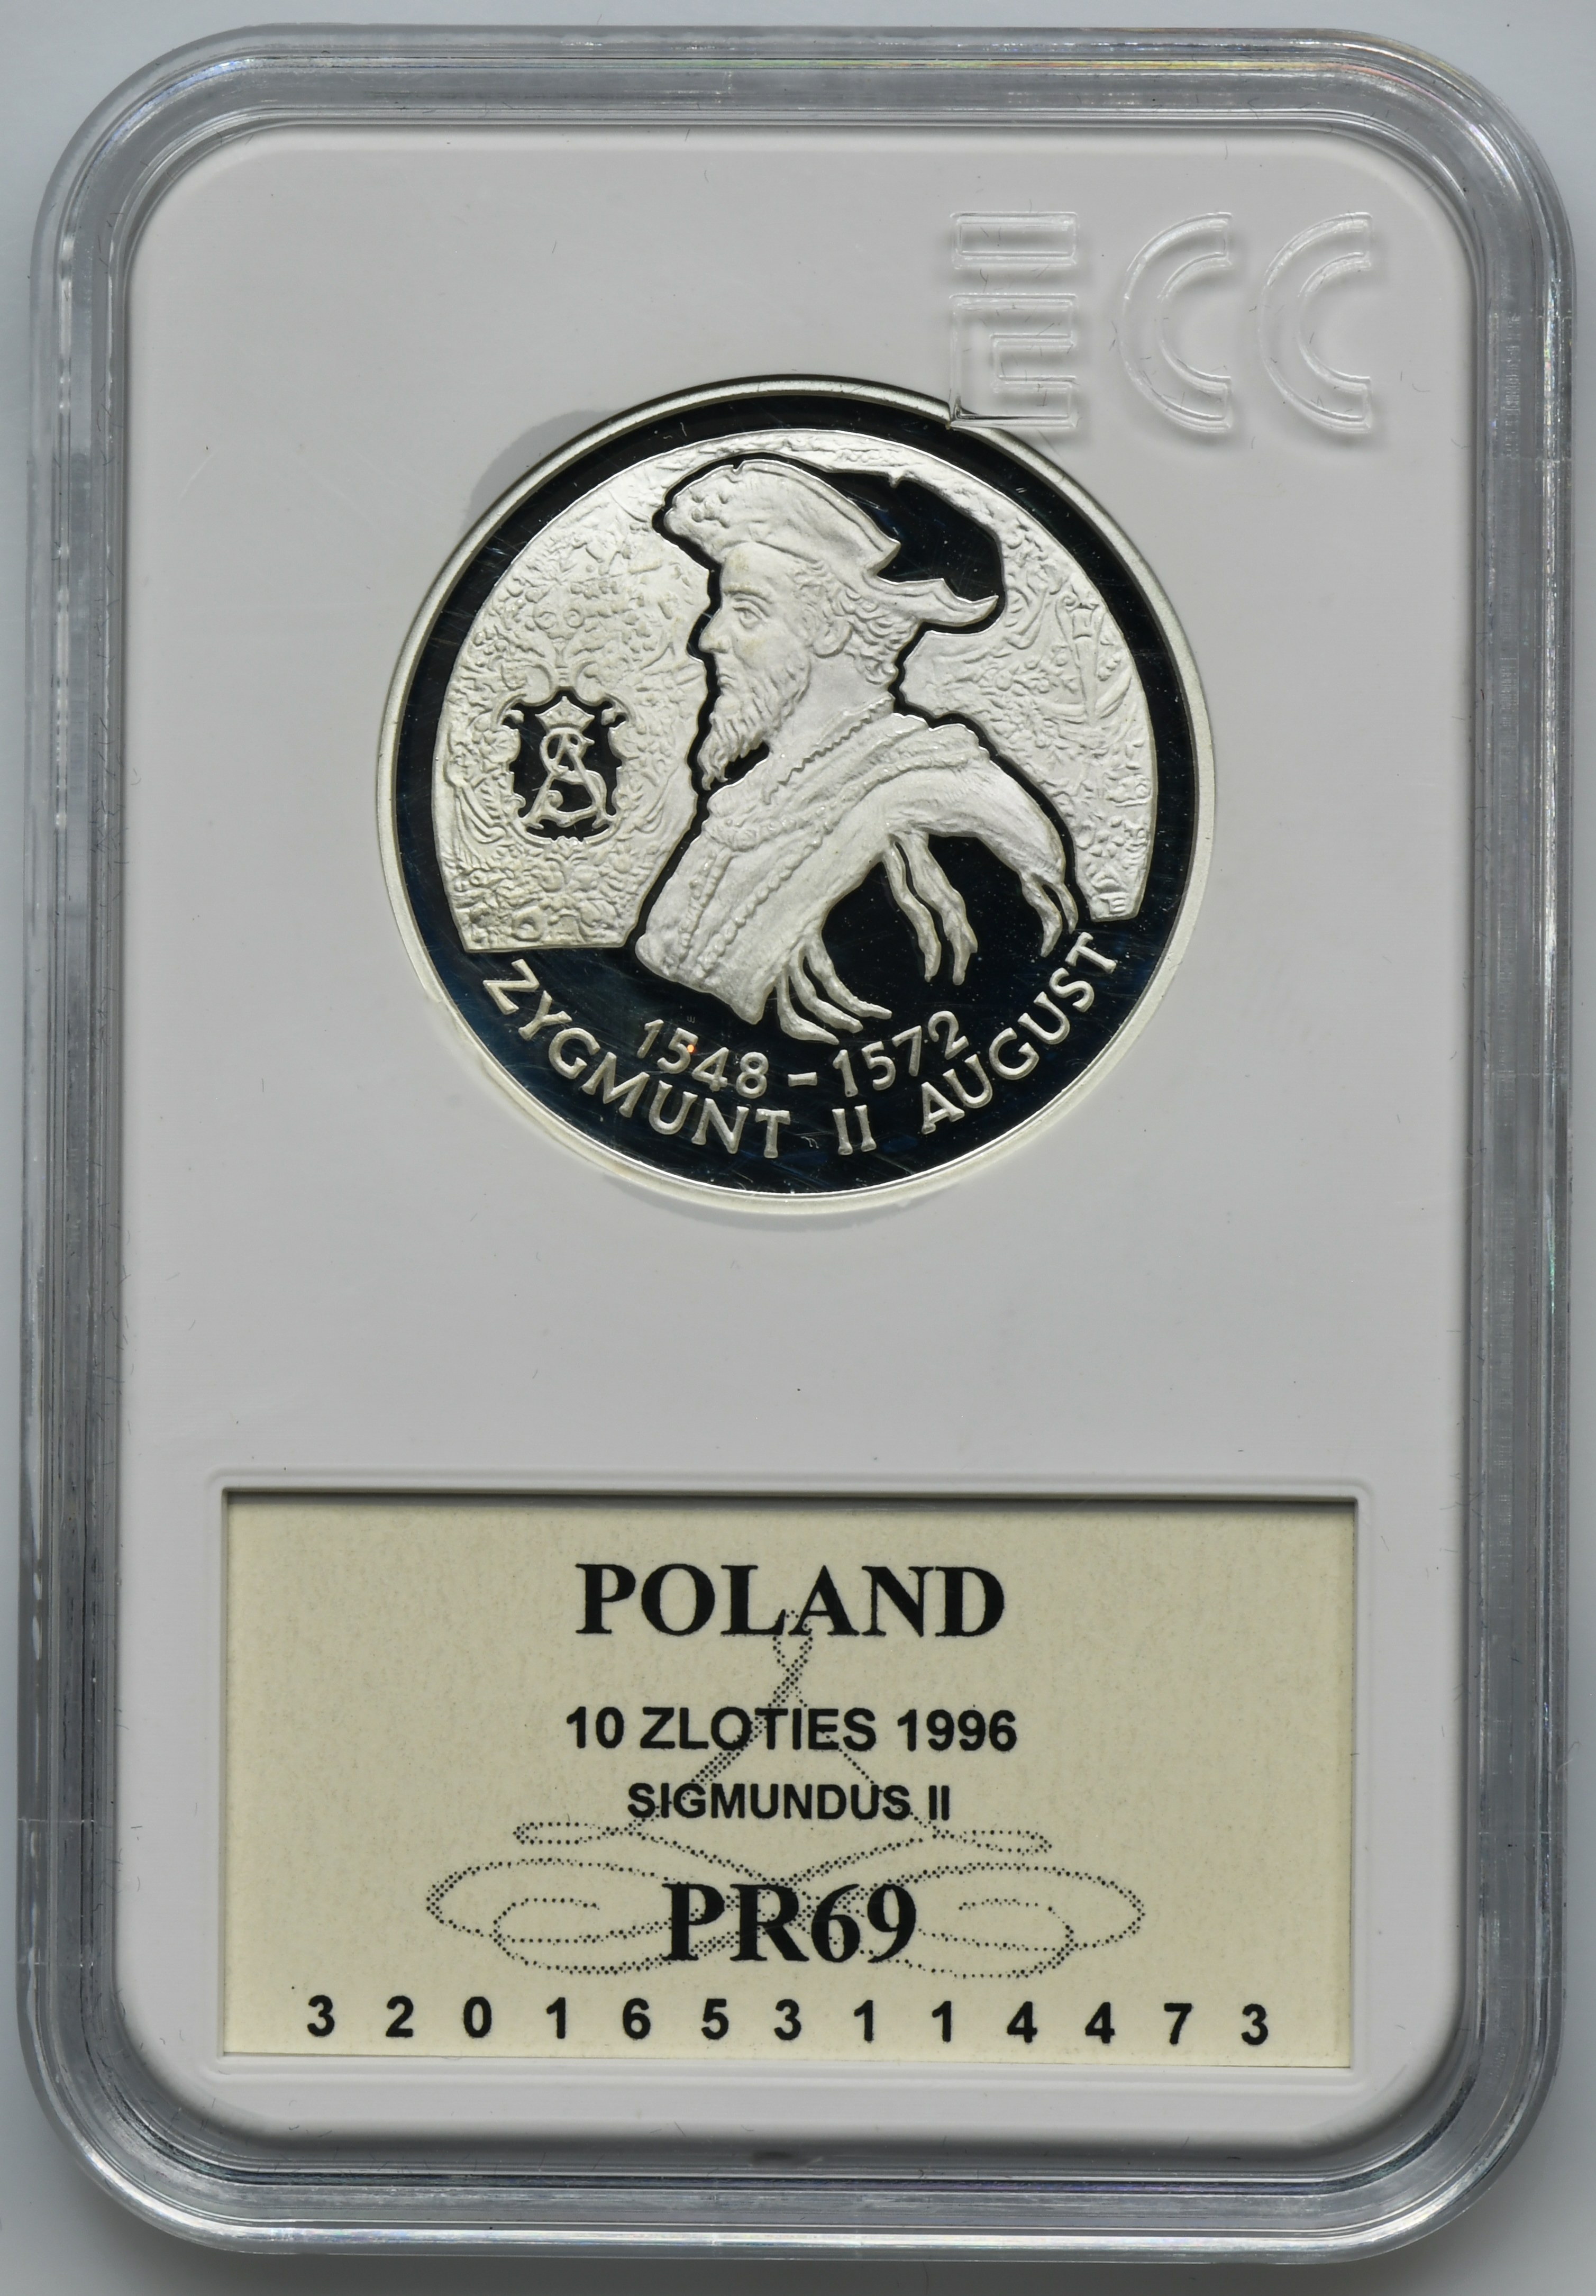 ECC
SA
1548 - 1572
ZYGMUNT II AUGUST
POLAND
10 ZLOTIES 1996
SIGMUNDUS II
PR69
3 2 0 1 6 5 3 1 1 4 4 7 3